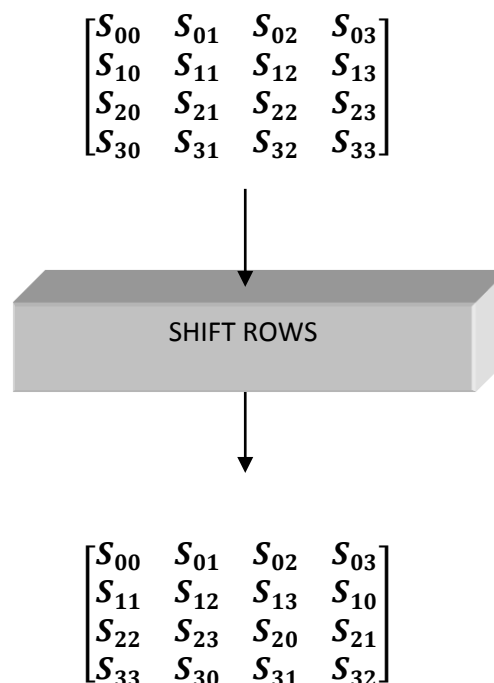 S₀₀ S₀₁ S₀₂ S₀₃
S₁₀ S₁₁ S₁₂ S₁₃
S₂₀ S₂₁ S₂₂ S₂₃
S₃₀ S₃₁ S₃₂ S₃₃
SHIFT ROWS
S₀₀ S₀₁ S₀₂ S₀₃
S₁₁ S₁₂ S₁₃ S₁₀
S₂₂ S₂₃ S₂₀ S₂₁
S₃₃ S₃₀ S₃₁ S₃₂